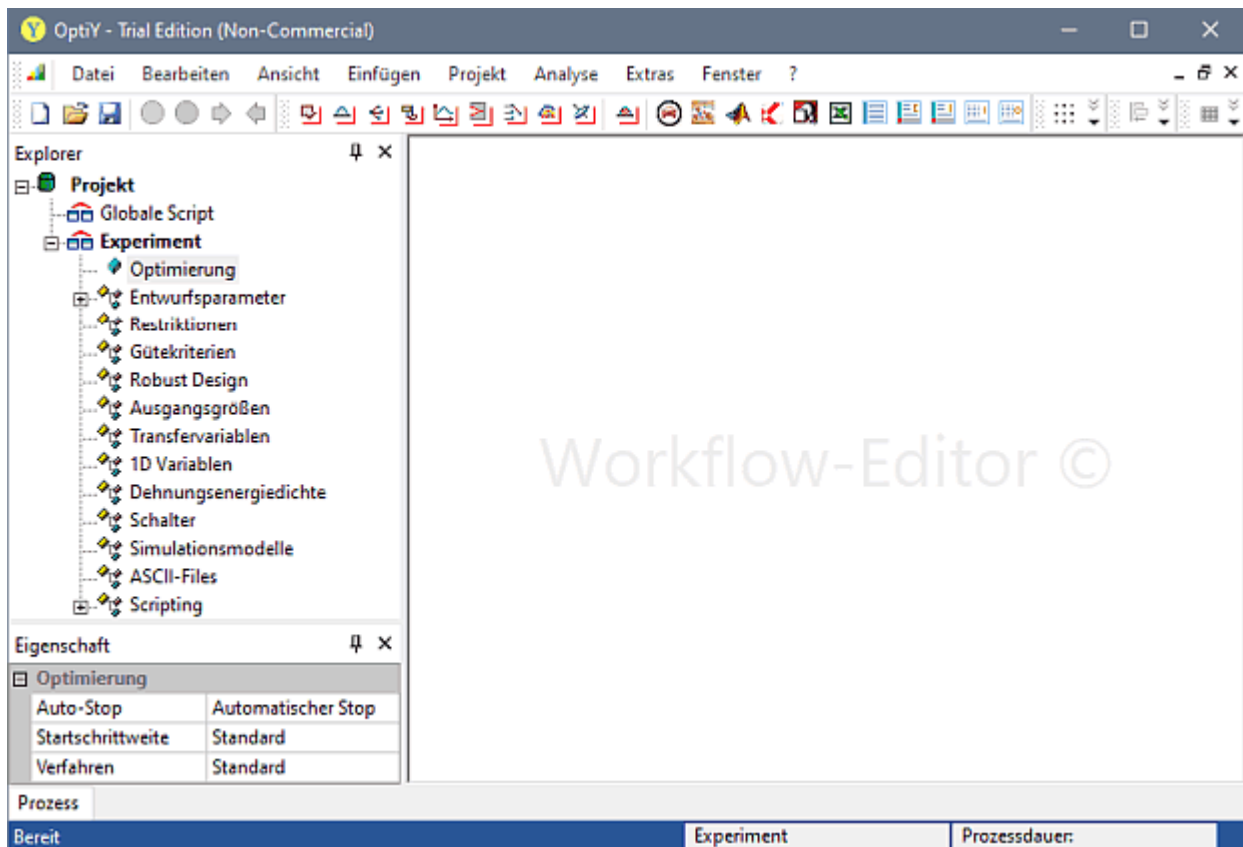 OptiY - Trial Edition (Non-Commercial)
Datei Bearbeiten Ansicht Einfügen Projekt Analyse Extras Fenster ?
Explorer
Projekt
Globale Script
Experiment
Optimierung
Entwurfsparameter
Restriktionen
Gütekriterien
Robust Design
Ausgangsgrößen
Transfervariablen
1D Variablen
Dehnungsenergiedichte
Schalter
Simulationsmodelle
ASCII-Files
Scripting
Workflow-Editor ©
Eigenschaft
Optimierung
Auto-Stop Automatischer Stop
Startschrittweite Standard
Verfahren Standard
Prozess
Bereit Experiment Prozessdauer: